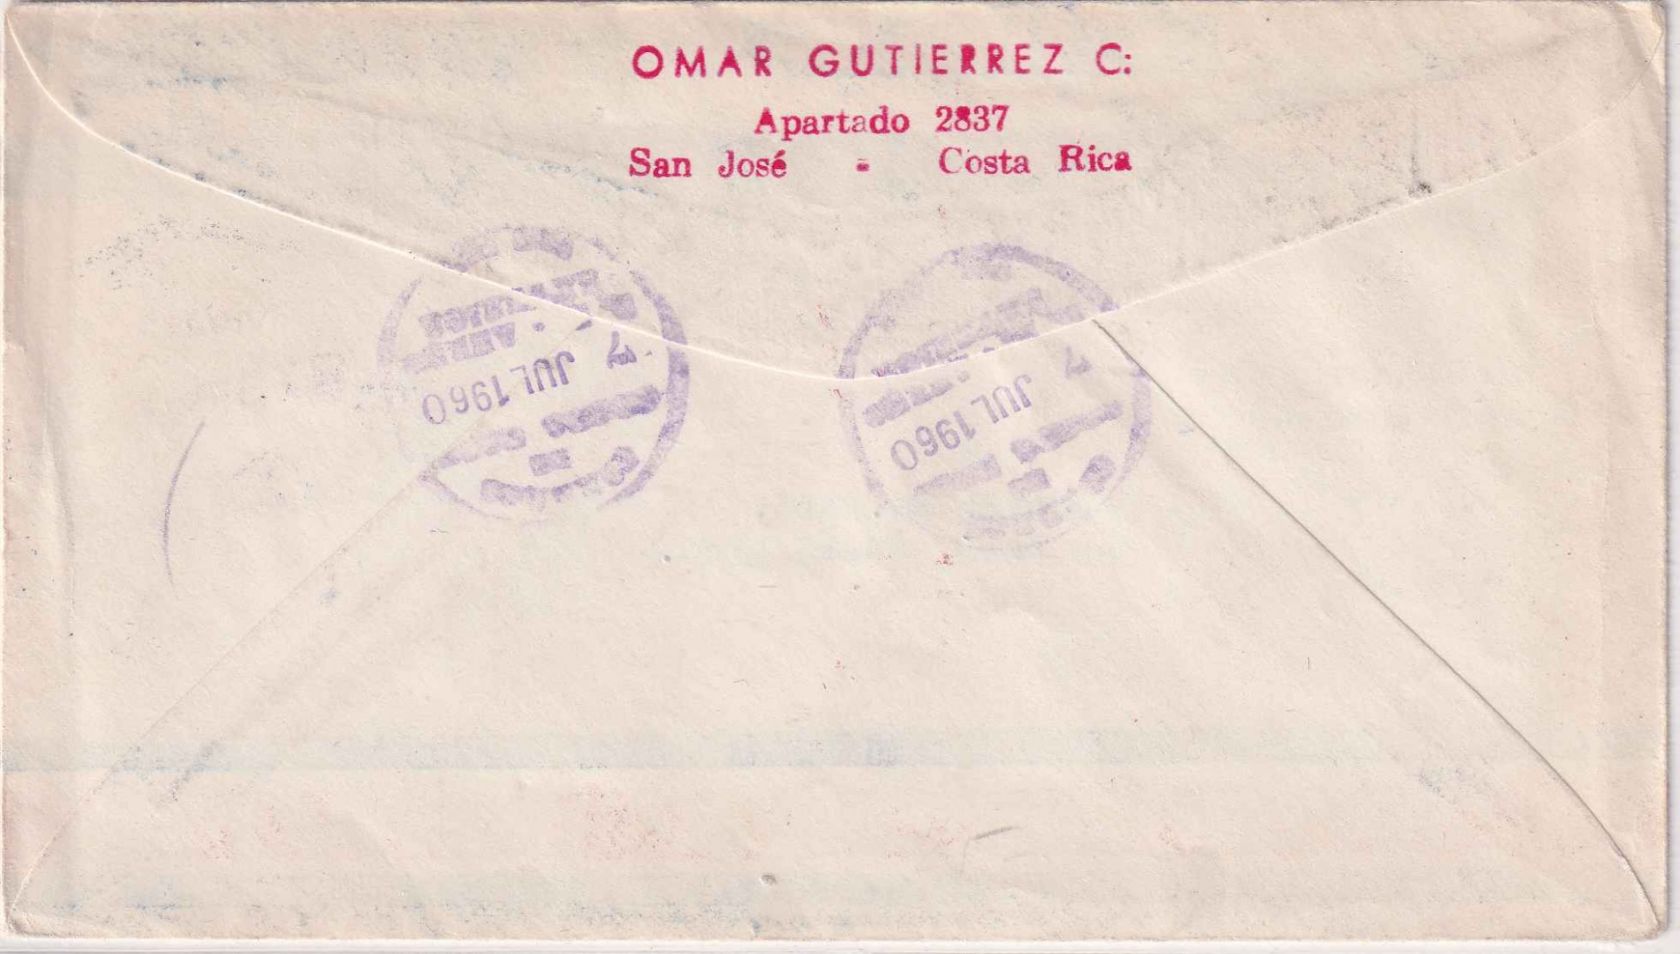 OMAR GUTIERREZ C:
Apartado 2837
San José - Costa Rica
7 JUL 1960
7 JUL 1960